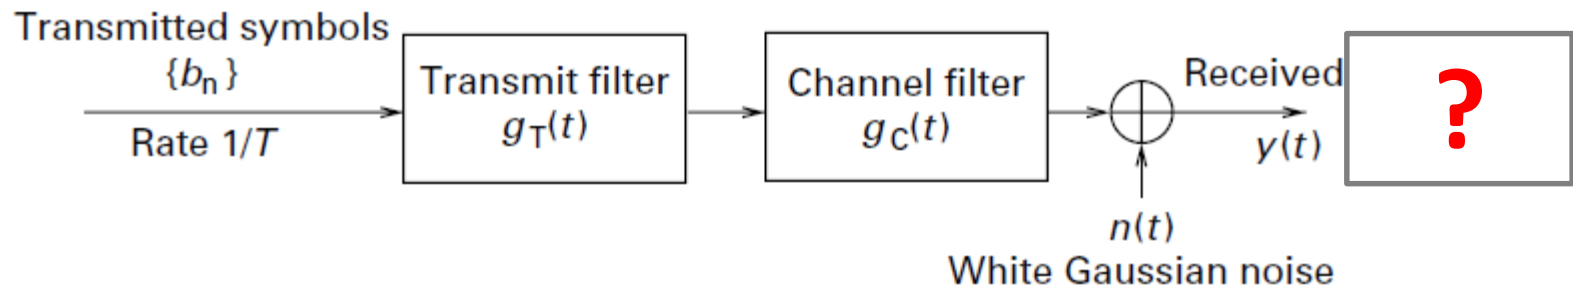 Transmitted symbols
{bn}
Rate 1/T
Transmit filter
gT(t)
Channel filter
gC(t)
Received
y(t)
?
n(t)
White Gaussian noise